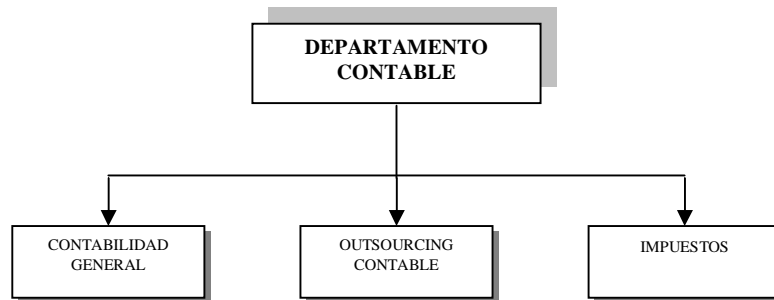 DEPARTAMENTO
CONTABLE
CONTABILIDAD
GENERAL
OUTSOURCING
CONTABLE
IMPUESTOS